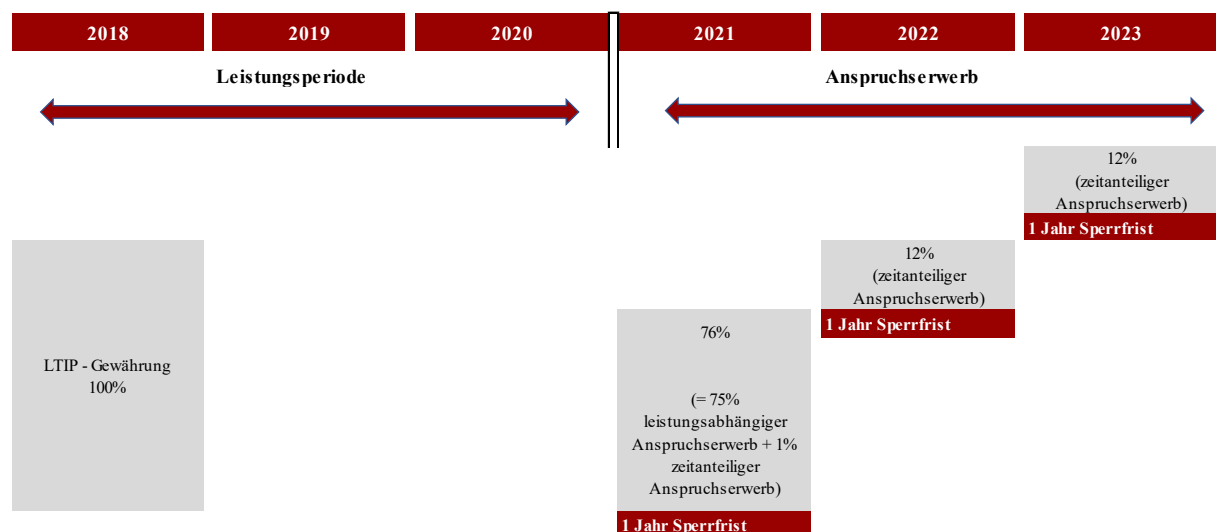 2018 2019 2020 2021 2022 2023
Leistungsperiode Anspruchserwerb
12%
(zeitanteiliger
Anspruchserwerb)
1 Jahr Sperrfrist
12%
(zeitanteiliger
Anspruchserwerb)
1 Jahr Sperrfrist
LTIP - Gewährung
100%
76%
(= 75%
leistungsabhängiger
Anspruchserwerb + 1%
zeitanteiliger
Anspruchserwerb)
1 Jahr Sperrfrist